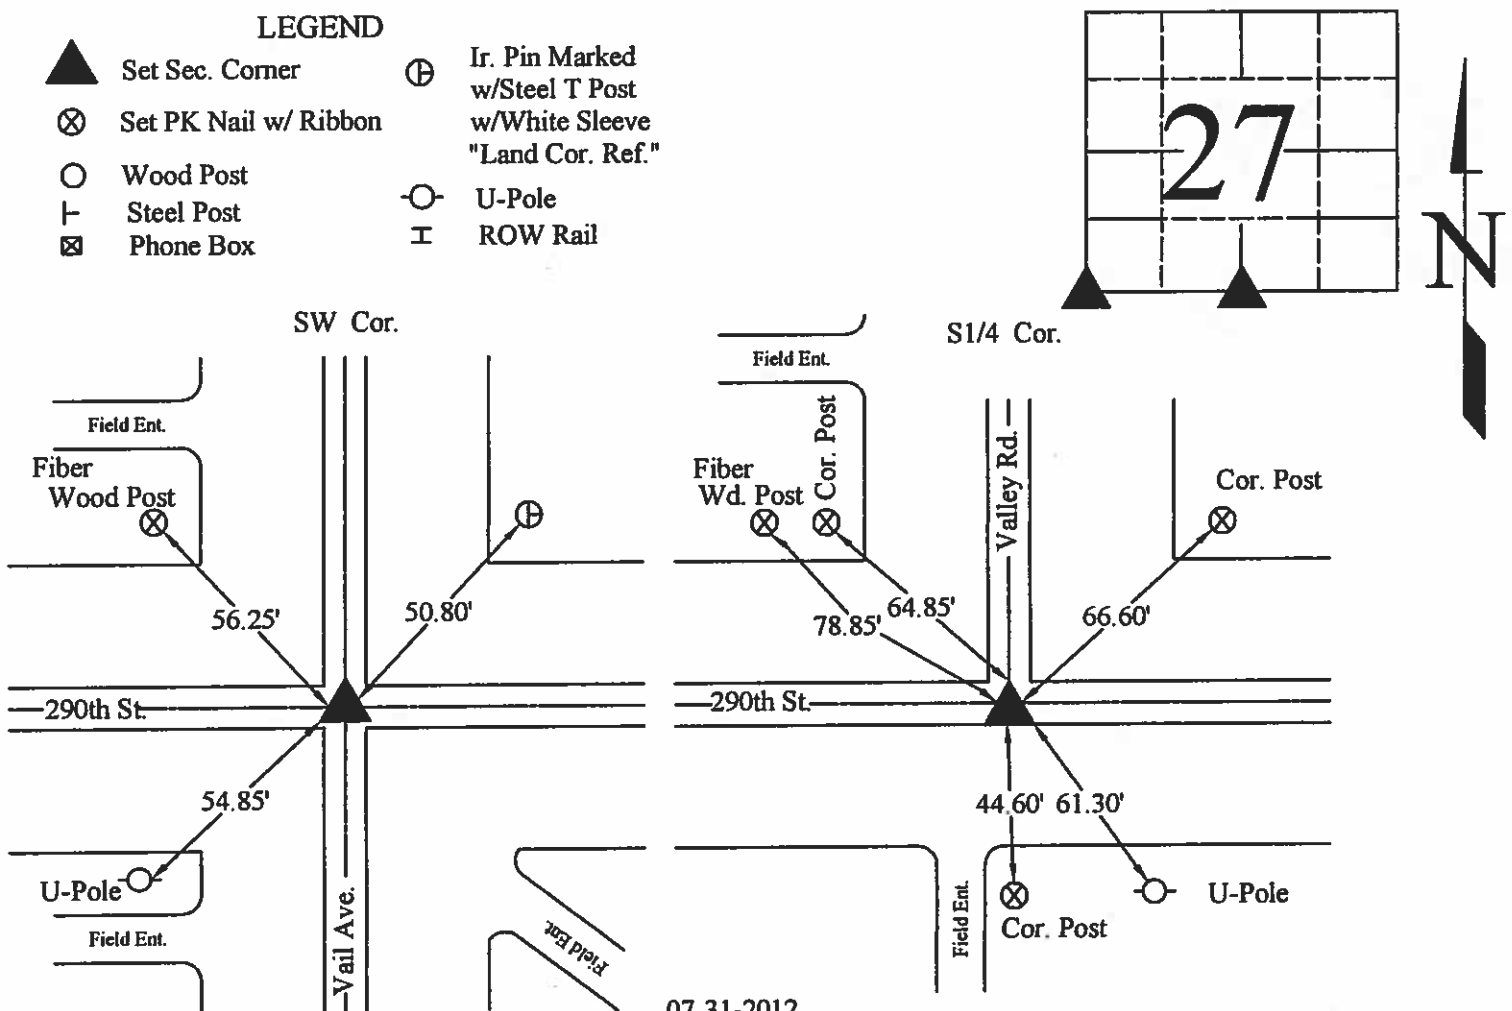 LEGEND
Set Sec. Corner
Set PK Nail w/ Ribbon
Wood Post
Steel Post
Phone Box
Ir. Pin Marked
w/Steel T Post
w/White Sleeve
"Land Cor. Ref."
U-Pole
ROW Rail
27
N
SW Cor.
Field Ent.
Fiber
Wood Post
56.25'
50.80'
290th St.
54.85'
U-Pole
Field Ent.
Vail Ave.
Field Ent.
S1/4 Cor.
Field Ent.
Fiber
Wd. Post
Cor. Post
Valley Rd.
Cor. Post
64.85'
78.85'
66.60'
290th St.
44.60'
61.30'
Field Ent.
Cor. Post
U-Pole
07-31-2012